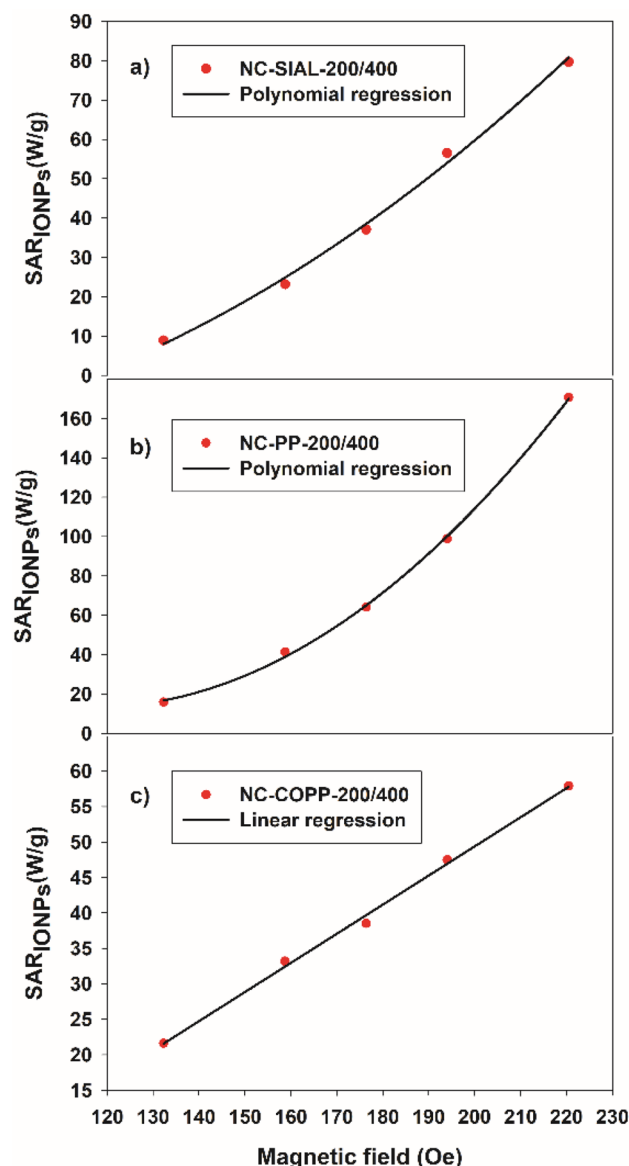 90
80
70
60
50
40
30
20
10
0
SAR_IONPs(W/g)
a)
NC-SIAL-200/400
Polynomial regression
160
140
120
100
80
60
40
20
0
SAR_IONPs(W/g)
b)
NC-PP-200/400
Polynomial regression
60
55
50
45
40
35
30
25
20
15
SAR_IONPs(W/g)
c)
NC-COPP-200/400
Linear regression
120 130 140 150 160 170 180 190 200 210 220 230
Magnetic field (Oe)